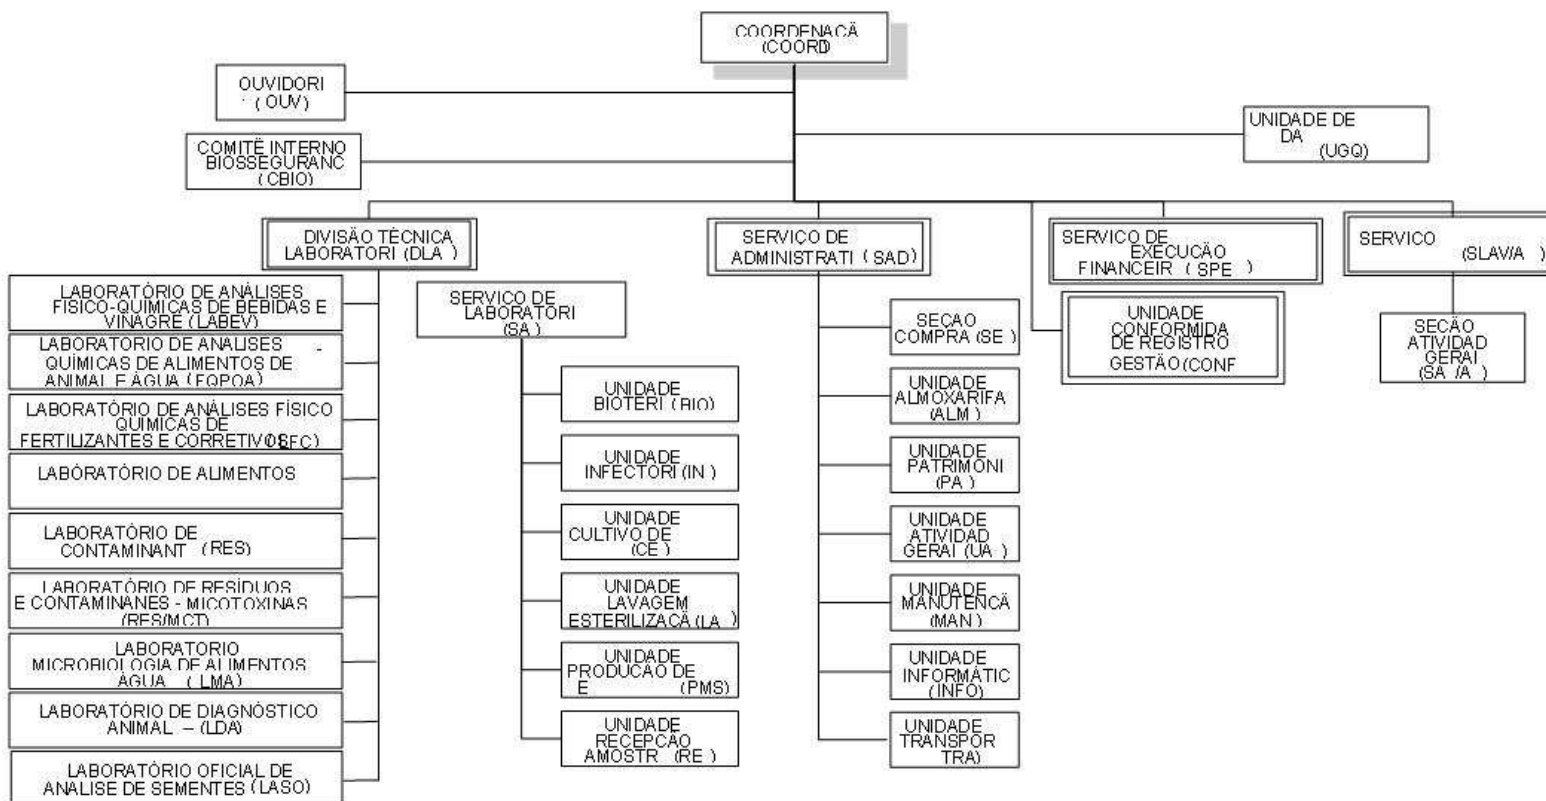 COORDENACÃ
(COORD)
OUVIDORI
( OUV)
UNIDADE DE
DA
(UGQ)
COMITË INTERNO
BIOSSEGURANC
(CBIO)
DIVISÃO TÉCNICA
LABORATORI (DLA )
SERVIÇO DE
ADMINISTRATI ( SAD)
SERVICO DE
EXECUCÃO
FINANCEIR ( SPE )
SERVICO
(SLAV/A )
LABORATÓRIO DE ANÁLISES
FÍSICO-QUIMICAS DE BEBIDAS E
VINAGRE (LABEV)
LABORATORIO DE ANALISES -
QUÍMICAS DE ALIMENTOS DE
ANIMAL E ÁGUA (FQPOA)
LABORATÓRIO DE ANÁLISES FÍSICO
QUIMICAS DE
FERTILIZANTES E CORRETIVOS
LABORATÓRIO DE ALIMENTOS
LABORATÓRIO DE
CONTAMINANT (RES)
LABORATÓRIO DE RESÍDUOS
E CONTAMINANES - MICOTOXINAS
(RES/MCT)
LABORATORIO
MICROBIOLOGIA DE ALIMENTOS
ÁGUA ( LMA)
LABORATÓRIO DE DIAGNÓSTICO
ANIMAL – (LDA)
LABORATÓRIO OFICIAL DE
ANALISE DE SEMENTES (LASO)
SERVICO DE
LABORATÓRI
(SA )
UNIDADE
BIOTERI (BIO)
UNIDADE
INFECTORI (IN )
UNIDADE
CULTIVO DE
(CE )
UNIDADE
LAVAGEM
ESTERILIZACÃ (LA )
UNIDADE
PRODUCÃO DE
E (PMS)
UNIDADE
RECEPCÃO
AMOSTR (RE )
SEÇAO
COMPRA (SE )
UNIDADE
ALMOXARIFA
(ALM )
UNIDADE
PATRIMONI
(PA )
UNIDADE
ATIVIDAD
GERAI (UA )
UNIDADE
MANUTENCÃ
(MAN )
UNIDADE
INFORMÁTIC
(INFO)
UNIDADE
TRANSPOR
TRA)
UNIDADE
CONFORMIDA
DE REGISTRO
GESTÃO (CONF
SECÃO
ATIVIDAD
GERAI
(SA /A )